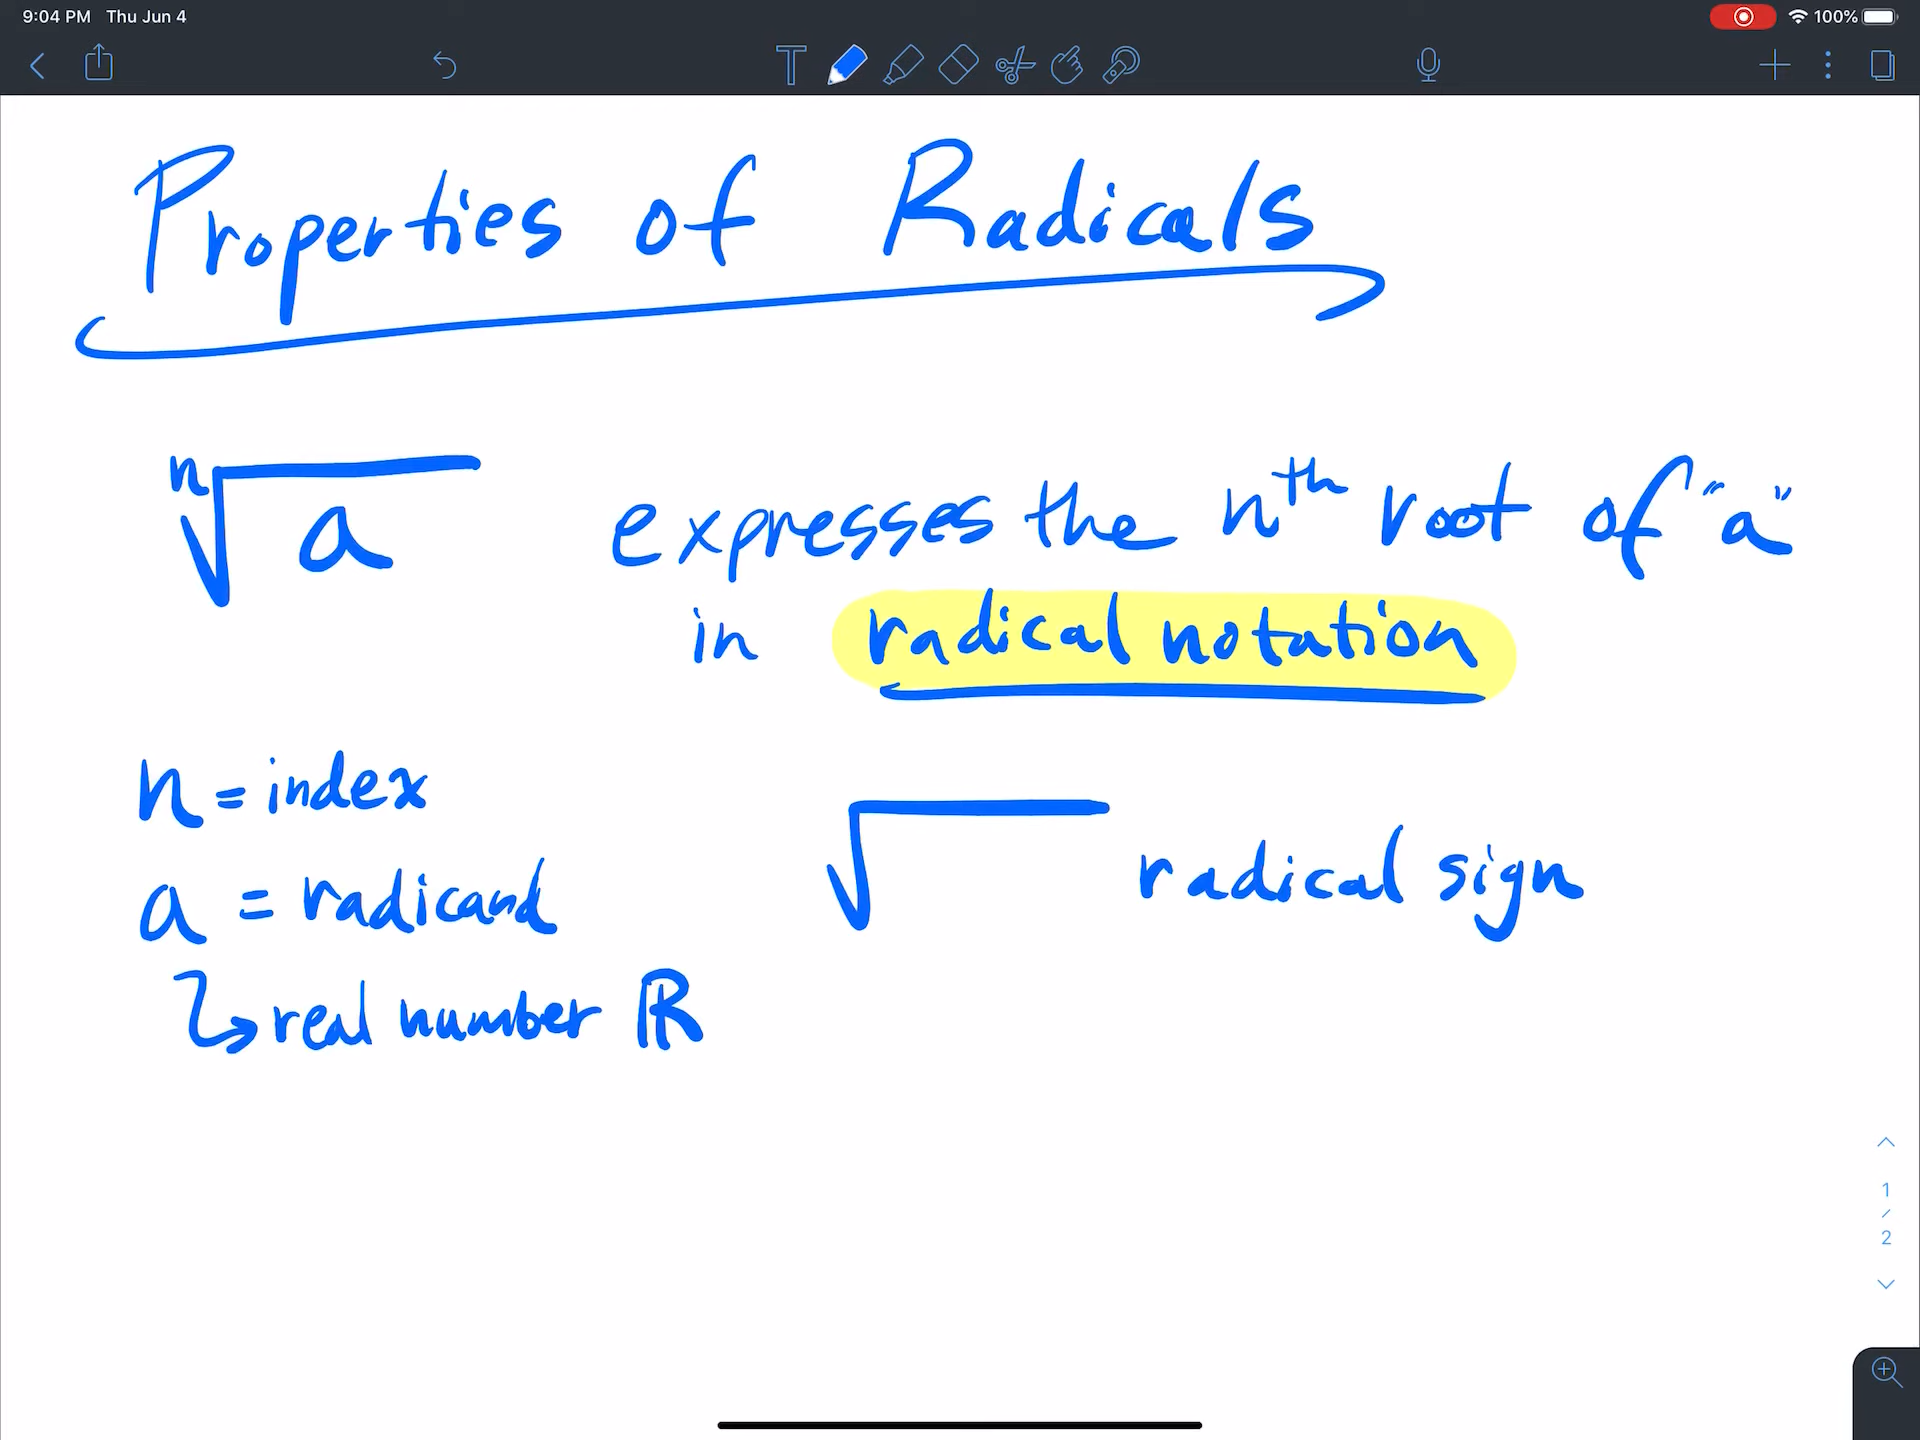 9:04 PM Thu Jun 4
100%
Properties of Radicals
ⁿ√a expresses the nᵗʰ root of "a"
in radical notation
n = index
a = radicand
√ radical sign
↳ real number ℝ
1
/
2